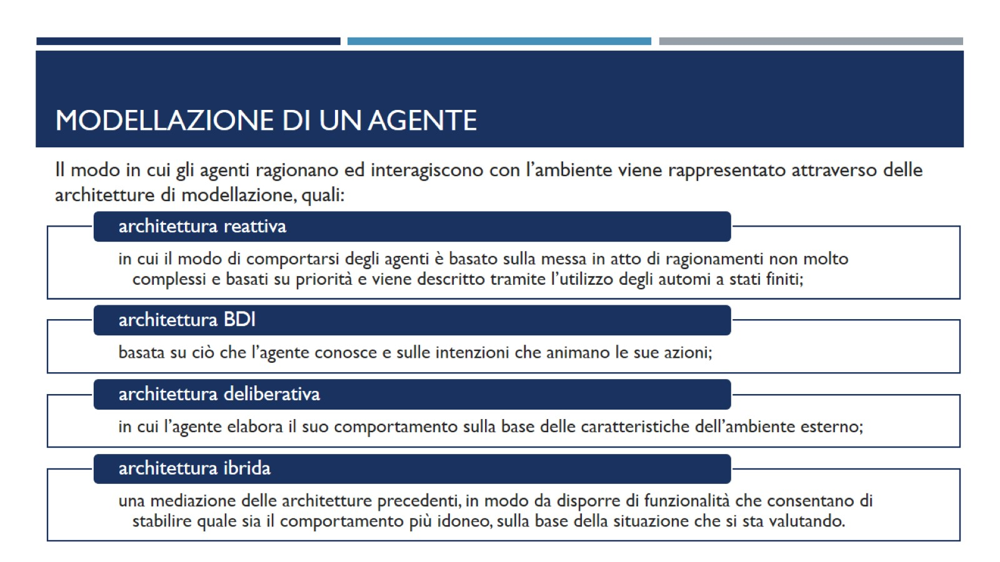 MODELLAZIONE DI UN AGENTE
Il modo in cui gli agenti ragionano ed interagiscono con l’ambiente viene rappresentato attraverso delle
architetture di modellazione, quali:
architettura reattiva
in cui il modo di comportarsi degli agenti è basato sulla messa in atto di ragionamenti non molto
complessi e basati su priorità e viene descritto tramite l’utilizzo degli automi a stati finiti;
architettura BDI
basata su ciò che l’agente conosce e sulle intenzioni che animano le sue azioni;
architettura deliberativa
in cui l’agente elabora il suo comportamento sulla base delle caratteristiche dell’ambiente esterno;
architettura ibrida
una mediazione delle architetture precedenti, in modo da disporre di funzionalità che consentano di
stabilire quale sia il comportamento più idoneo, sulla base della situazione che si sta valutando.